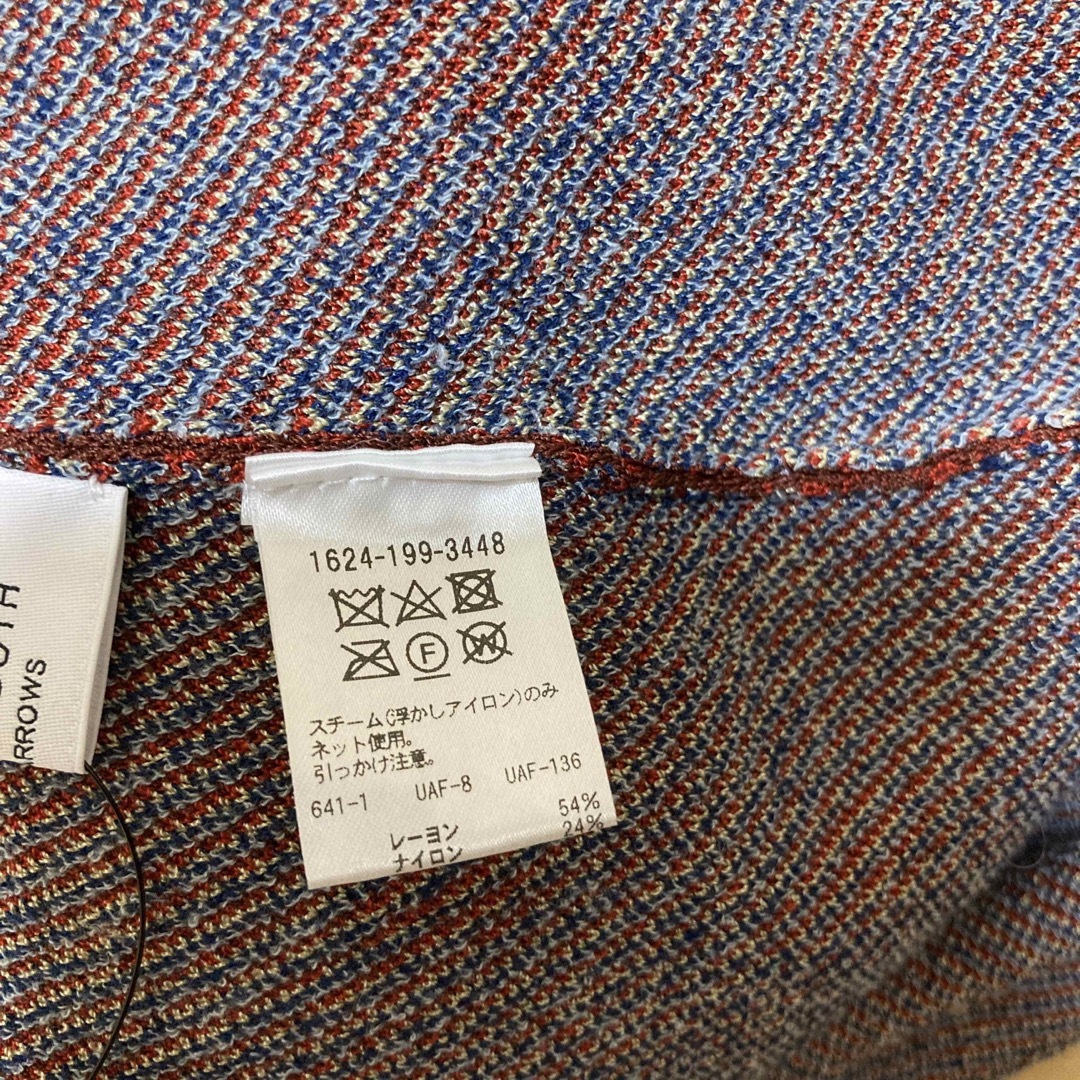 1624-199-3448
F W
スチーム(浮かしアイロン)のみ
ネット使用。
引っかけ注意。
641-1 UAF-8 UAF-136
レーヨン 54%
ナイロン 24%
RROWS